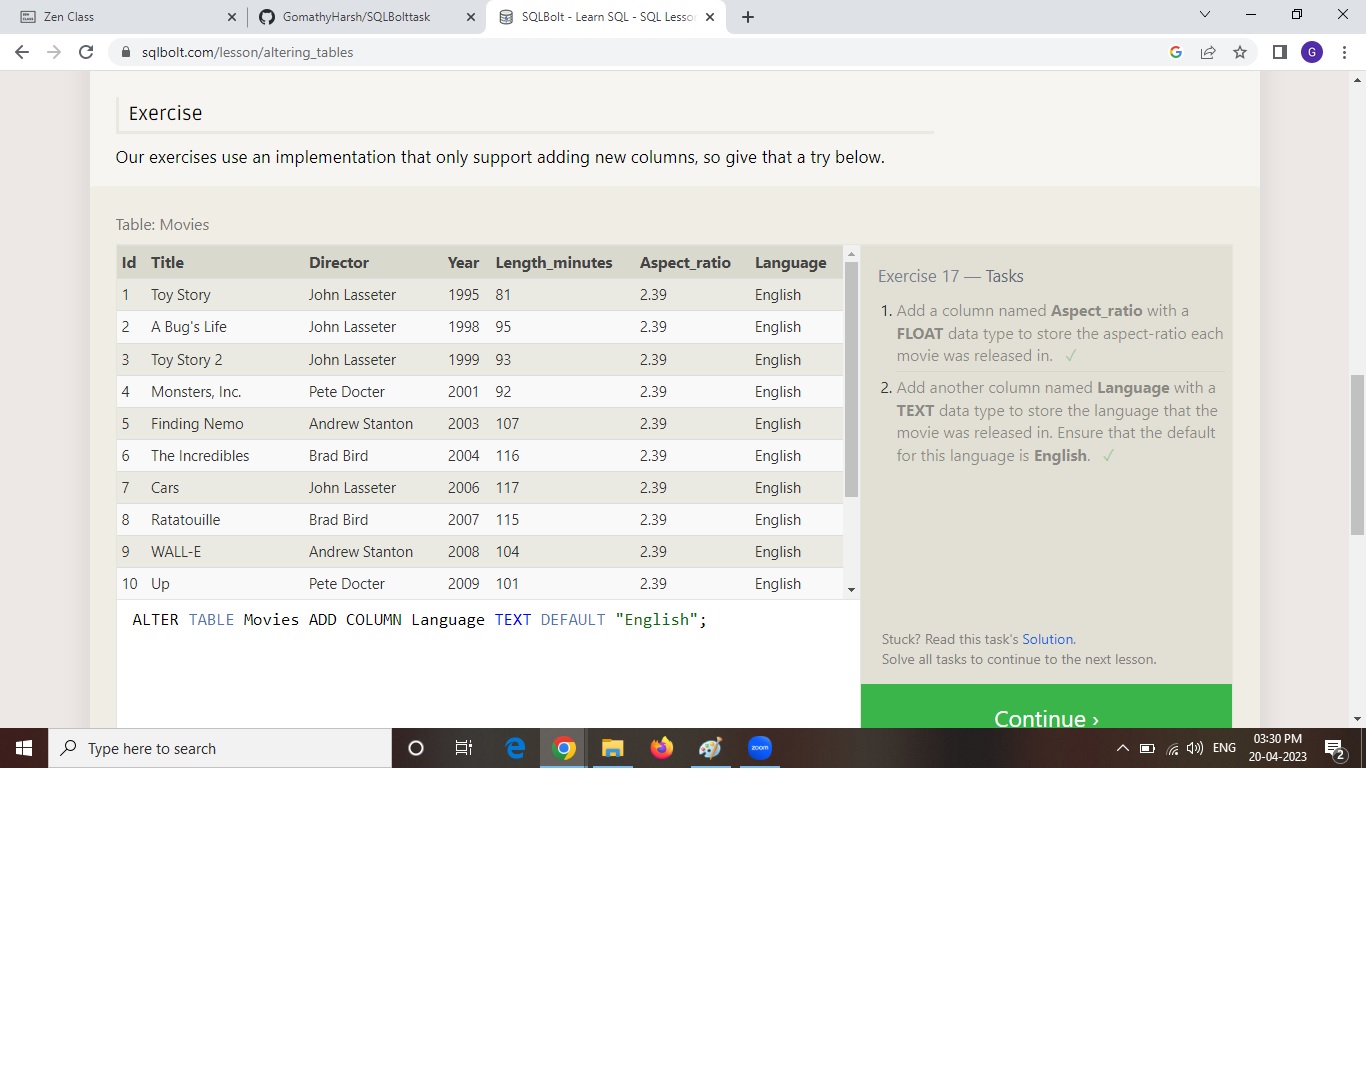 Zen Class
GomathyHarsh/SQLBolttask
SQLBolt - Learn SQL - SQL Lesso
sqlbolt.com/lesson/altering_tables
G
Exercise
Our exercises use an implementation that only support adding new columns, so give that a try below.
Table: Movies
Id Title Director Year Length_minutes Aspect_ratio Language
1 Toy Story John Lasseter 1995 81 2.39 English
2 A Bug's Life John Lasseter 1998 95 2.39 English
3 Toy Story 2 John Lasseter 1999 93 2.39 English
4 Monsters, Inc. Pete Docter 2001 92 2.39 English
5 Finding Nemo Andrew Stanton 2003 107 2.39 English
6 The Incredibles Brad Bird 2004 116 2.39 English
7 Cars John Lasseter 2006 117 2.39 English
8 Ratatouille Brad Bird 2007 115 2.39 English
9 WALL-E Andrew Stanton 2008 104 2.39 English
10 Up Pete Docter 2009 101 2.39 English
ALTER TABLE Movies ADD COLUMN Language TEXT DEFAULT "English";
Exercise 17 — Tasks
1. Add a column named Aspect_ratio with a
FLOAT data type to store the aspect-ratio each
movie was released in. ✓
2. Add another column named Language with a
TEXT data type to store the language that the
movie was released in. Ensure that the default
for this language is English. ✓
Stuck? Read this task's Solution.
Solve all tasks to continue to the next lesson.
Continue ›
Type here to search
zoom
ENG
03:30 PM
20-04-2023
2